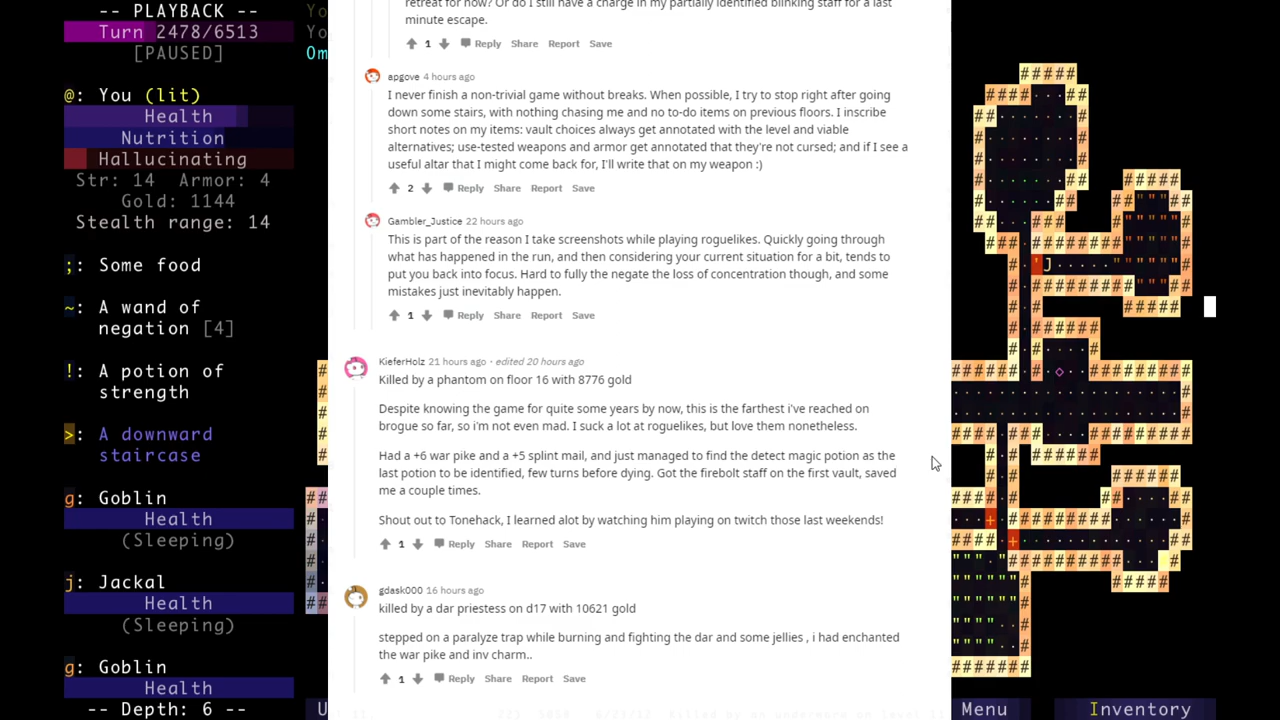 -- PLAYBACK --
Turn 2478/6513
[PAUSED]
@: You (lit)
Health
Nutrition
Hallucinating
Str: 14 Armor: 4
Gold: 1144
Stealth range: 14
;: Some food
~: A wand of
negation [4]
!: A potion of
strength
>: A downward
staircase
g: Goblin
Health
(Sleeping)
j: Jackal
Health
(Sleeping)
g: Goblin
Health
-- Depth: 6 --
retreat for now? Or do I still have a charge in my partially identified blinking staff for a last
minute escape.
1 Reply Share Report Save
apgove 4 hours ago
I never finish a non-trivial game without breaks. When possible, I try to stop right after going
down some stairs, with nothing chasing me and no to-do items on previous floors. I inscribe
short notes on my items: vault choices always get annotated with the level and viable
alternatives; use-tested weapons and armor get annotated that they're not cursed; and if I see a
useful altar that I might come back for, I'll write that on my weapon :)
2 Reply Share Report Save
Gambler_Justice 22 hours ago
This is part of the reason I take screenshots while playing roguelikes. Quickly going through
what has happened in the run, and then considering your current situation for a bit, tends to
put you back into focus. Hard to fully the negate the loss of concentration though, and some
mistakes just inevitably happen.
1 Reply Share Report Save
KieferHolz 21 hours ago · edited 20 hours ago
Killed by a phantom on floor 16 with 8776 gold
Despite knowing the game for quite some years by now, this is the farthest i've reached on
brogue so far, so i'm not even mad. I suck a lot at roguelikes, but love them nonetheless.
Had a +6 war pike and a +5 splint mail, and just managed to find the detect magic potion as the
last potion to be identified, few turns before dying. Got the firebolt staff on the first vault, saved
me a couple times.
Shout out to Tonehack, I learned alot by watching him playing on twitch those last weekends!
1 Reply Share Report Save
gdask000 16 hours ago
killed by a dar priestess on d17 with 10621 gold
stepped on a paralyze trap while burning and fighting the dar and some jellies , i had enchanted
the war pike and inv charm..
1 Reply Share Report Save
Menu
Inventory